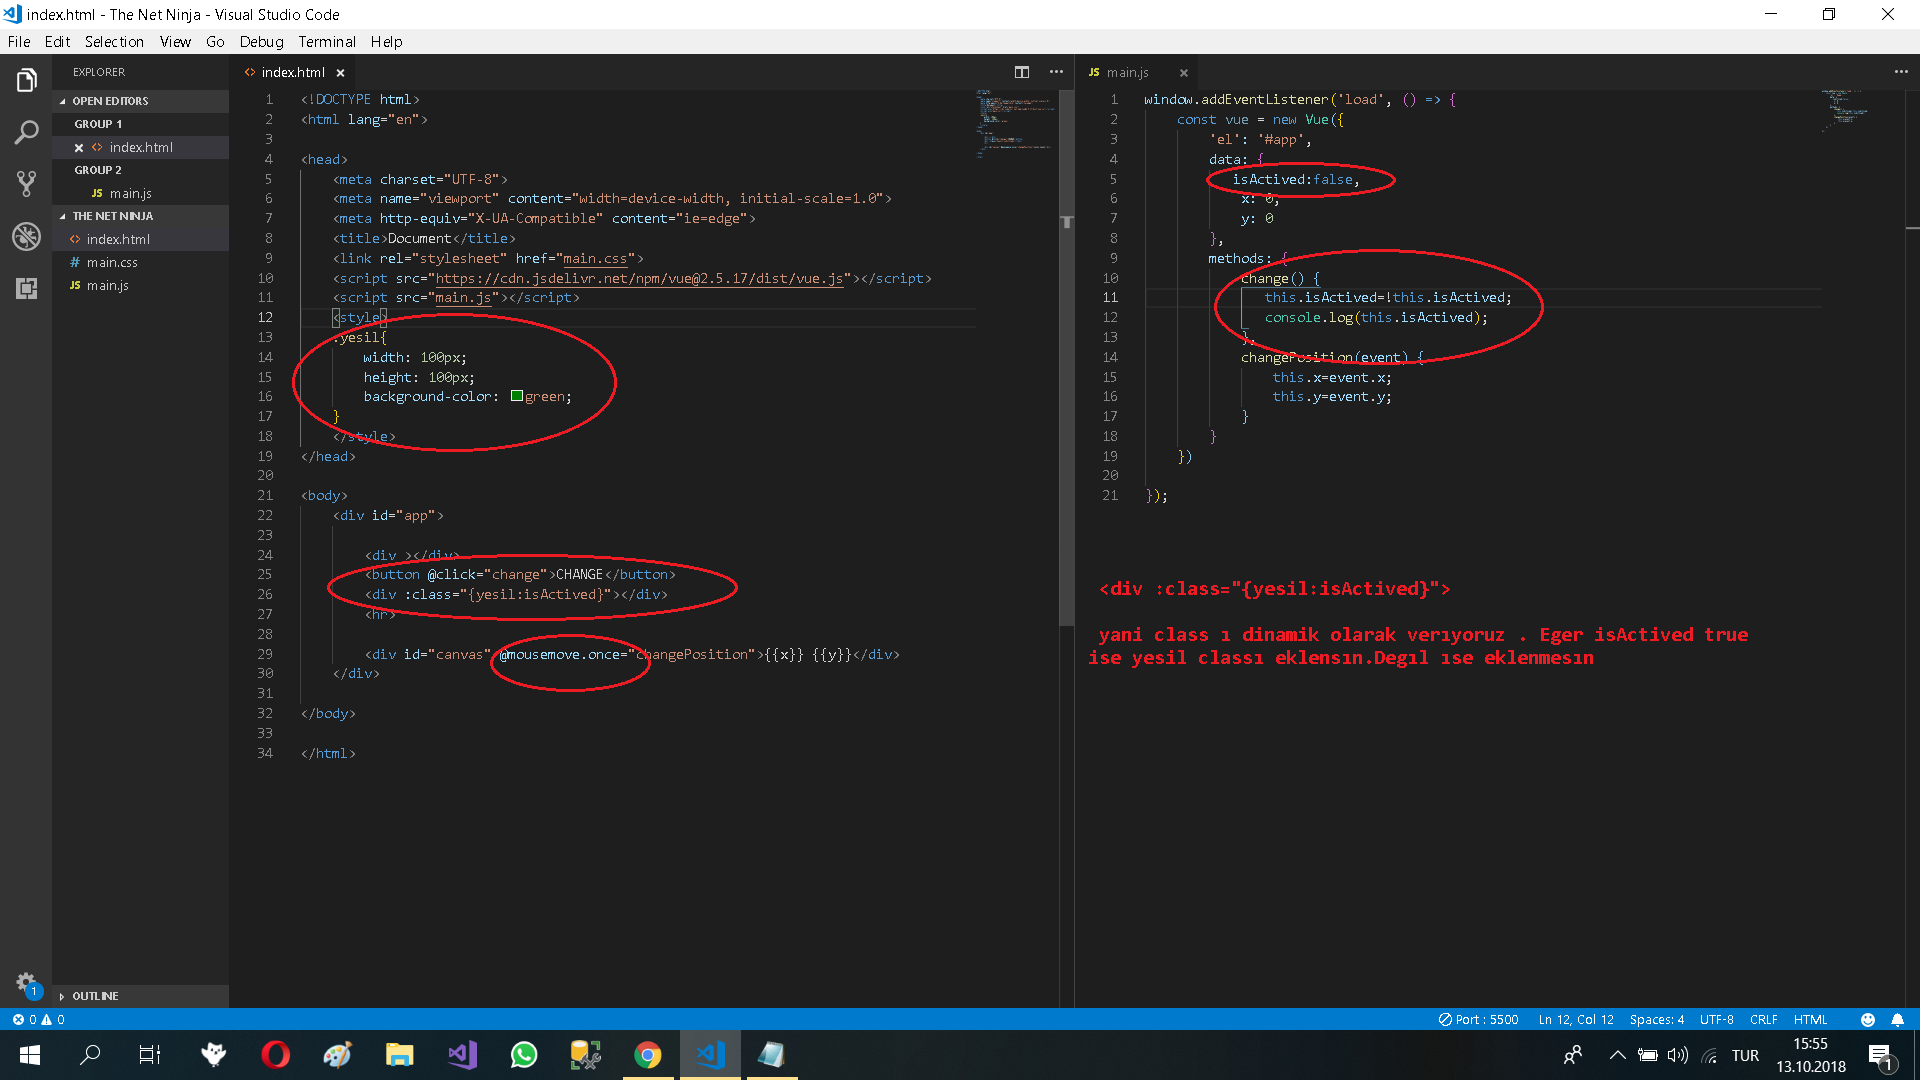 index.html - The Net Ninja - Visual Studio Code
File Edit Selection View Go Debug Terminal Help
EXPLORER
OPEN EDITORS
GROUP 1
index.html
GROUP 2
JS main.js
THE NET NINJA
<> index.html
# main.css
JS main.js
OUTLINE
<> index.html
1 <!DOCTYPE html>
2 <html lang="en">
3
4 <head>
5 <meta charset="UTF-8">
6 <meta name="viewport" content="width=device-width, initial-scale=1.0">
7 <meta http-equiv="X-UA-Compatible" content="ie=edge">
8 <title>Document</title>
9 <link rel="stylesheet" href="main.css">
10 <script src="https://cdn.jsdelivr.net/npm/vue@2.5.17/dist/vue.js"></script>
11 <script src="main.js"></script>
12 <style>
13 .yesil{
14 width: 100px;
15 height: 100px;
16 background-color: green;
17 }
18 </style>
19 </head>
20
21 <body>
22 <div id="app">
23
24 <div ></div>
25 <button @click="change">CHANGE</button>
26 <div :class="{yesil:isActived}"></div>
27 <hr>
28
29 <div id="canvas" @mousemove.once="changePosition">{{x}} {{y}}</div>
30 </div>
31
32 </body>
33
34 </html>
JS main.js
1 window.addEventListener('load', () => {
2 const vue = new Vue({
3 'el': '#app',
4 data: {
5 isActived:false,
6 x: 0,
7 y: 0
8 },
9 methods: {
10 change() {
11 this.isActived=!this.isActived;
12 console.log(this.isActived);
13 },
14 changePosition(event) {
15 this.x=event.x;
16 this.y=event.y;
17 }
18 }
19 })
20
21 });
<div :class="{yesil:isActived}">
yani class ı dinamik olarak verıyoruz . Eger isActived true
ise yesil classı eklensın.Degıl ıse eklenmesın
1
0 0 Port : 5500 Ln 12, Col 12 Spaces: 4 UTF-8 CRLF HTML
TUR
15:55
13.10.2018
1